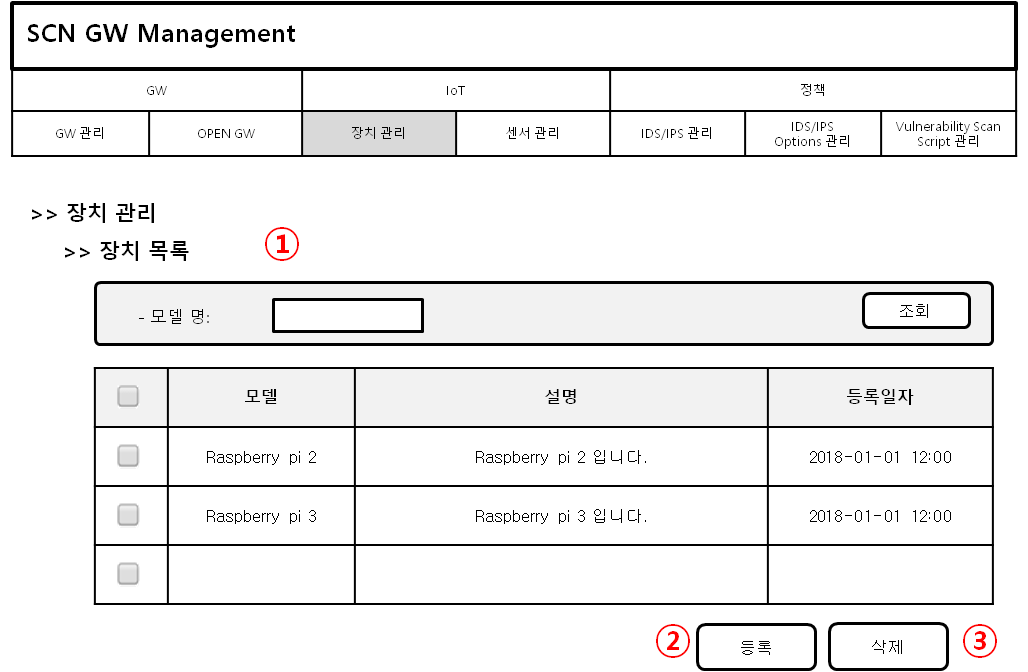 SCN GW Management
GW IoT 정책
GW 관리 OPEN GW 장치 관리 센서 관리 IDS/IPS 관리 IDS/IPS Options 관리 Vulnerability Scan Script 관리
>> 장치 관리
>> 장치 목록 ①
- 모델 명: 조회
모델 설명 등록일자
Raspberry pi 2 Raspberry pi 2 입니다. 2018-01-01 12:00
Raspberry pi 3 Raspberry pi 3 입니다. 2018-01-01 12:00
② 등록 삭제 ③